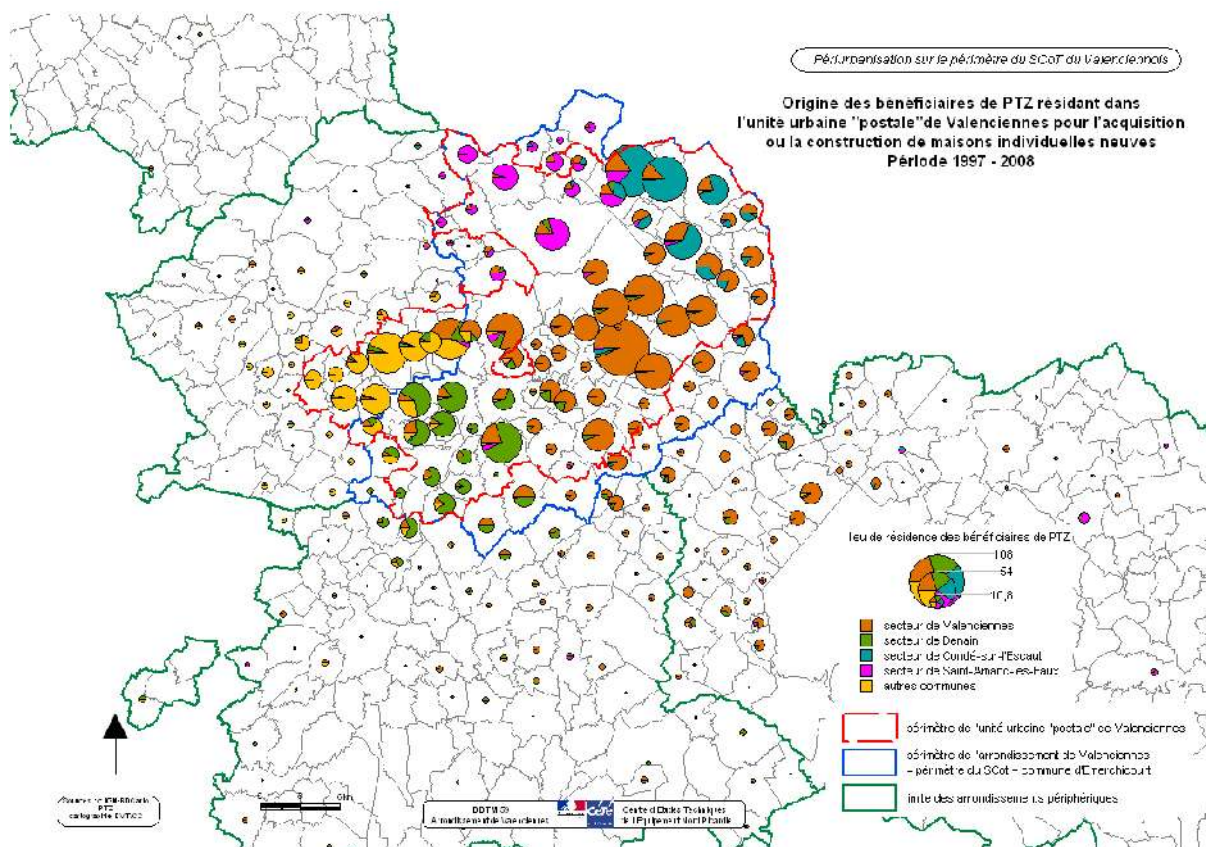 Périurbanisation sur le périmètre du SCoT du Valenciennois
Origine des bénéficiaires de PTZ résidant dans
l'unité urbaine "postale"de Valenciennes pour l'acquisition
ou la construction de maisons individuelles neuves
Période 1997 - 2008
lieu de résidence des bénéficiaires de PTZ
108
54
10,8
secteur de Valenciennes
secteur de Denain
secteur de Condé-sur-l'Escaut
secteur de Saint-Amand-les-Eaux
autres communes
périmètre de l'unité urbaine "postale" de Valenciennes
périmètre de l'arrondissement de Valenciennes
= périmètre du SCot - commune d'Emerchicourt
limite des arrondissements périphériques
PTZ
DDTM 59
Arrondissement de Valenciennes
Centre d'Etudes Techniques
de l'Equipement Nord Picardie